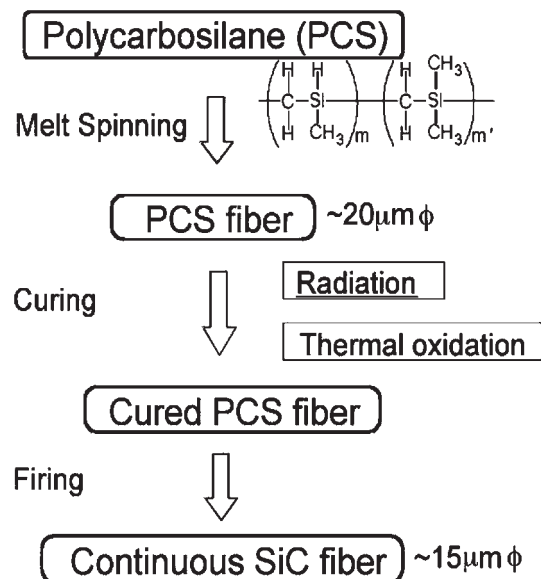 Polycarbosilane (PCS)
H H H CH3
C Si C Si
H CH3 m H CH3 m'
Melt Spinning
PCS fiber ~20µm ϕ
Curing
Radiation
Thermal oxidation
Cured PCS fiber
Firing
Continuous SiC fiber ~15µm ϕ